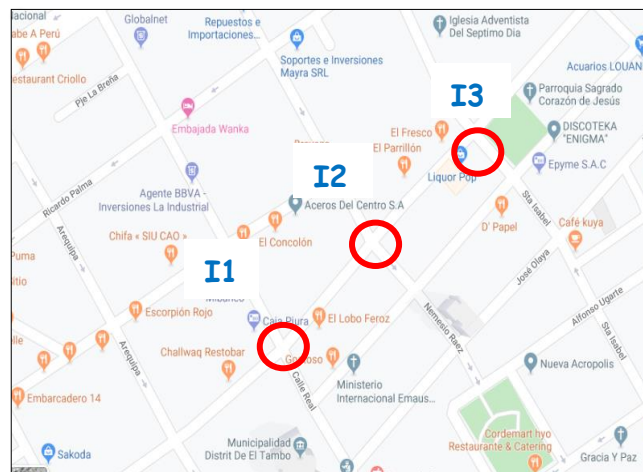 lacional
abe A Perú
staurant Criollo
Globalnet
Repuestos e
Importaciones...
Soportes e Inversiones
Mayra SRL
Iglesia Adventista
Del Septimo Dia
Acuarios LOUAN
Pje La Breña
Embajada Wanka
I3
Parroquia Sagrado
Corazón de Jesús
DISCOTEKA
"ENIGMA"
El Fresco
El Parrillón
Liquor Pop
Epyme S.A.C
Ricardo Palma
Agente BBVA -
Inversiones La Industrial
I2
Aceros Del Centro S.A
Sta Isabel
D' Papel
Café kuya
Arequipa
Chifa « SIU CAO »
El Concolón
Puma
itio
I1
José Olaya
Nemesio Raez
Alfonso Ugarte
Escorpión Rojo
Caja Piura
El Lobo Feroz
Arequipa
Challwaq Restobar
Calle Real
Ministerio
Internacional Emaus...
Nueva Acropolis
Sta Isabel
Embarcadero 14
Sakoda
Municipalidad
Distrit De El Tambo
Cordemart hyo
Restaurante & Catering
Gracia Y Paz